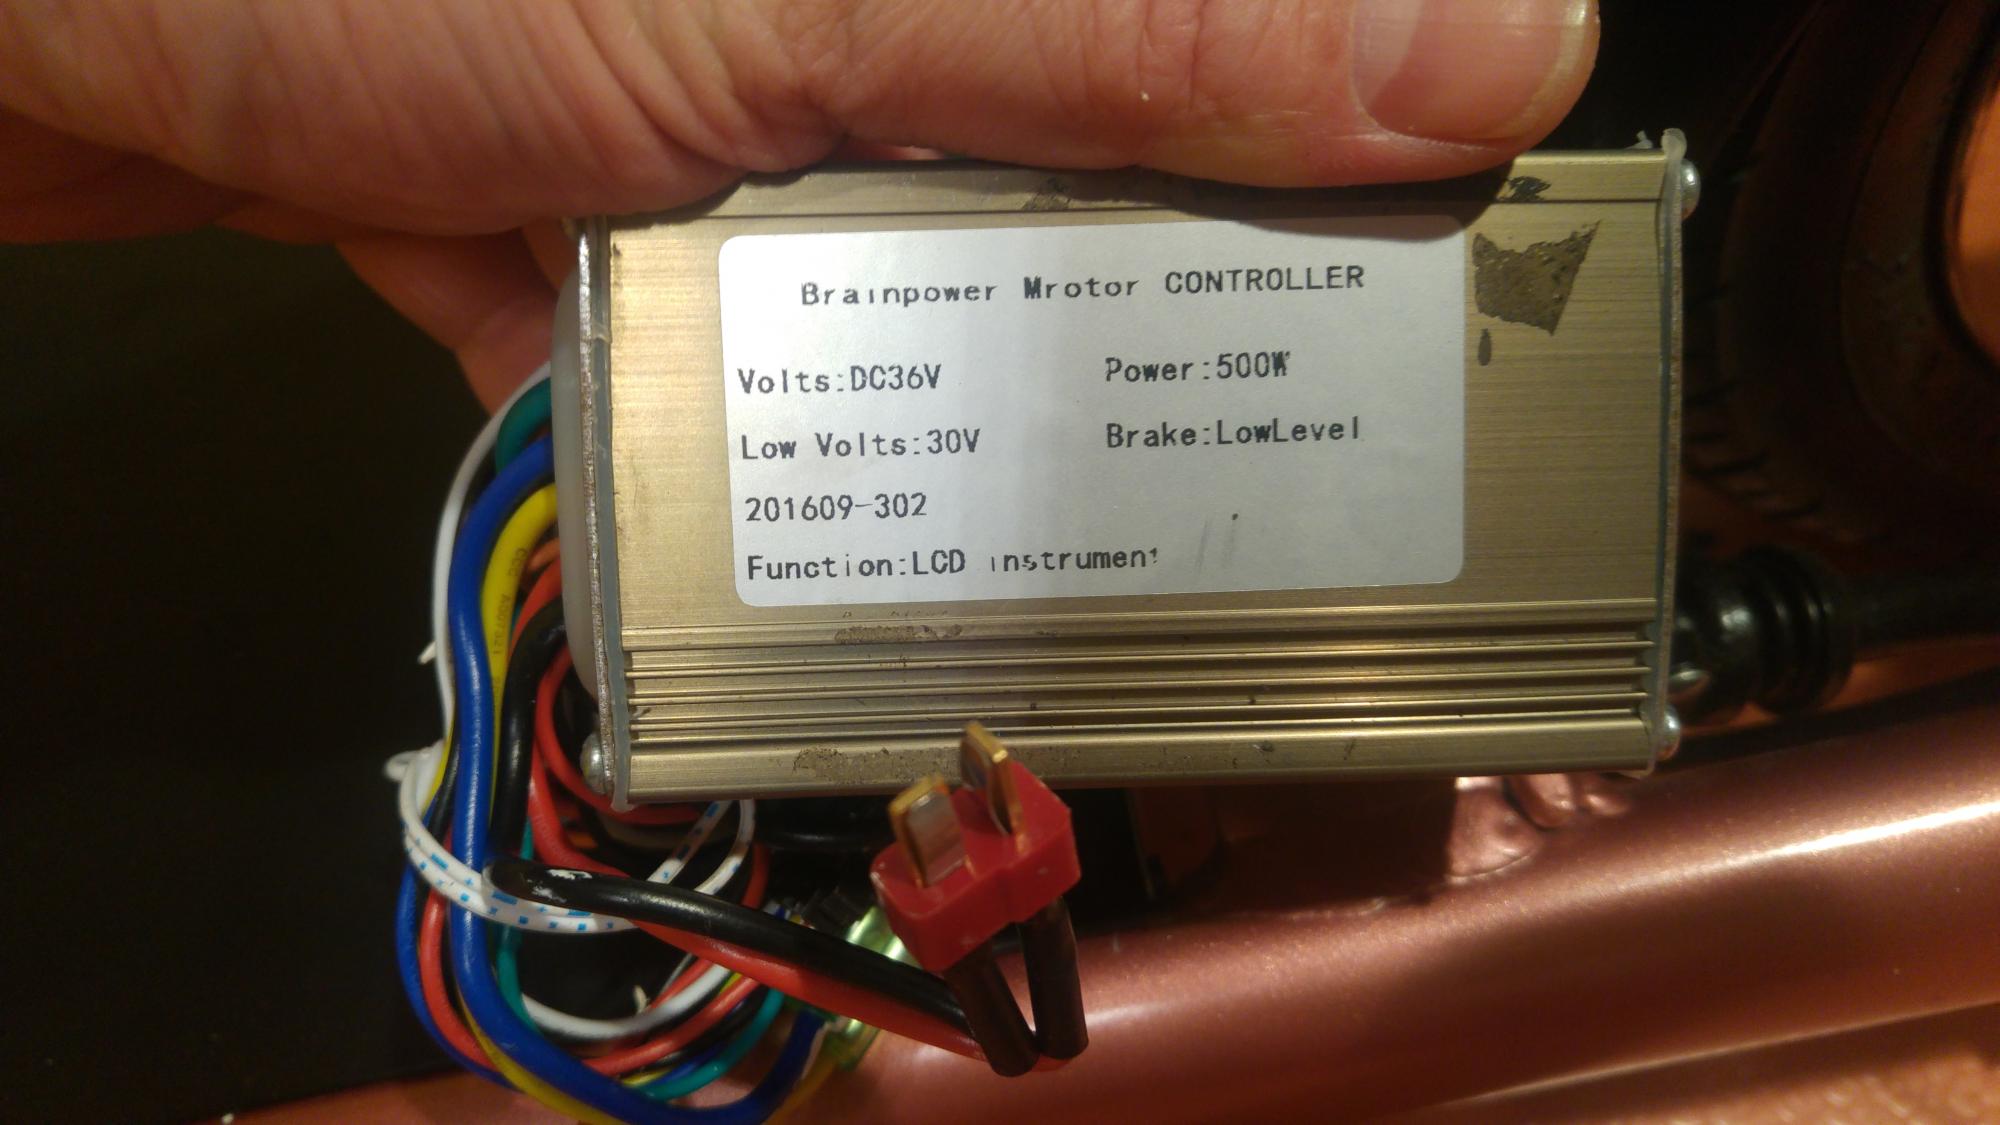 Brainpower Mrotor CONTROLLER
Volts:DC36V Power:500W
Low Volts:30V Brake:LowLevel
201609-302
Function:LCD instrument